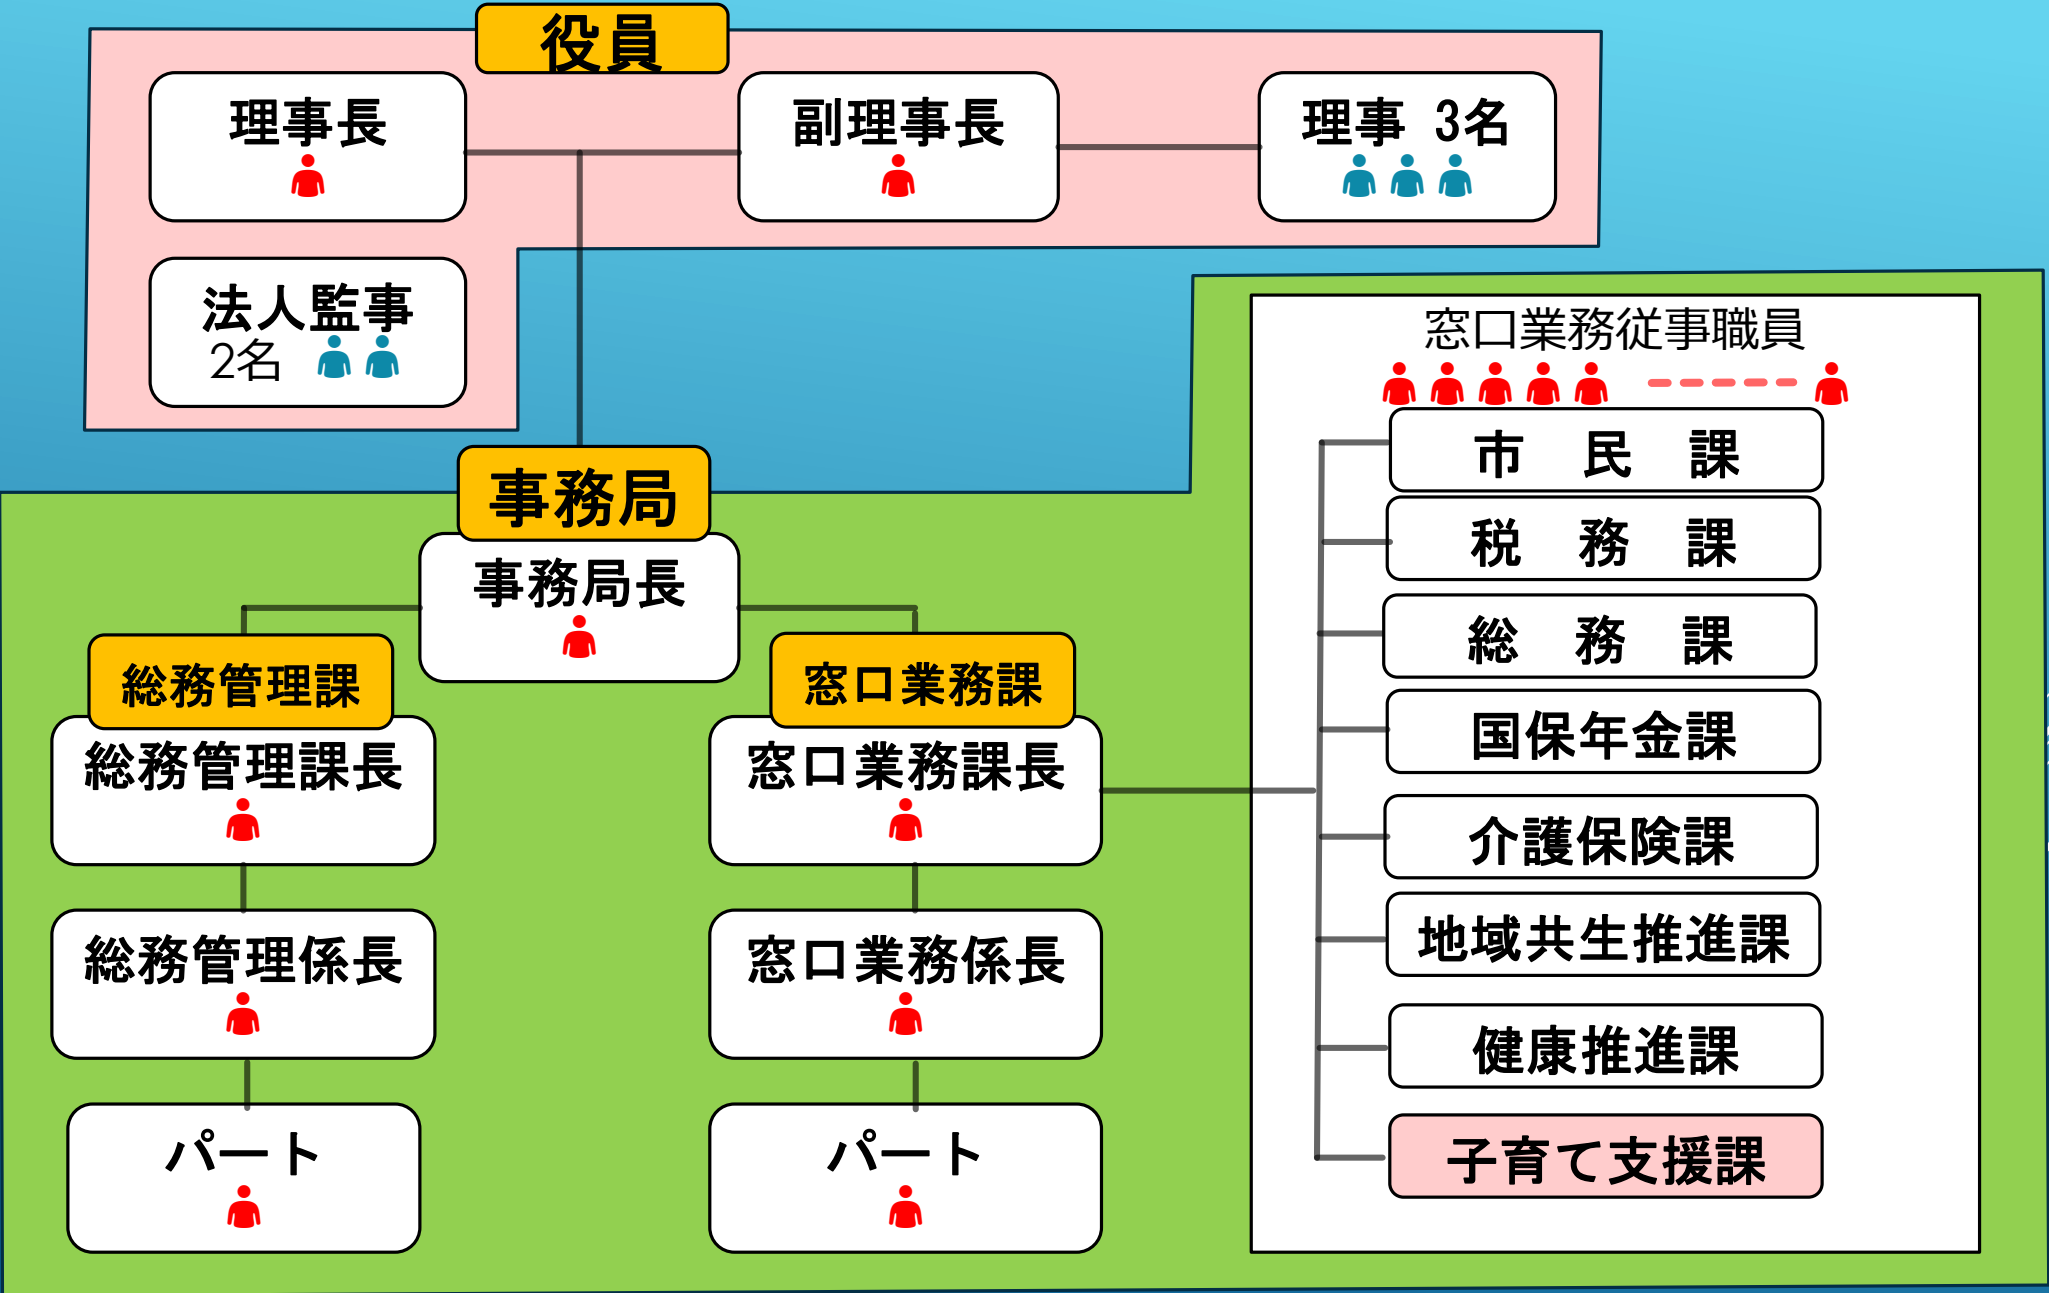 役員
理事長
副理事長
理事 3名
法人監事
2名
事務局
事務局長
総務管理課
総務管理課長
総務管理係長
パート
窓口業務課
窓口業務課長
窓口業務係長
パート
窓口業務従事職員
市 民 課
税 務 課
総 務 課
国保年金課
介護保険課
地域共生推進課
健康推進課
子育て支援課